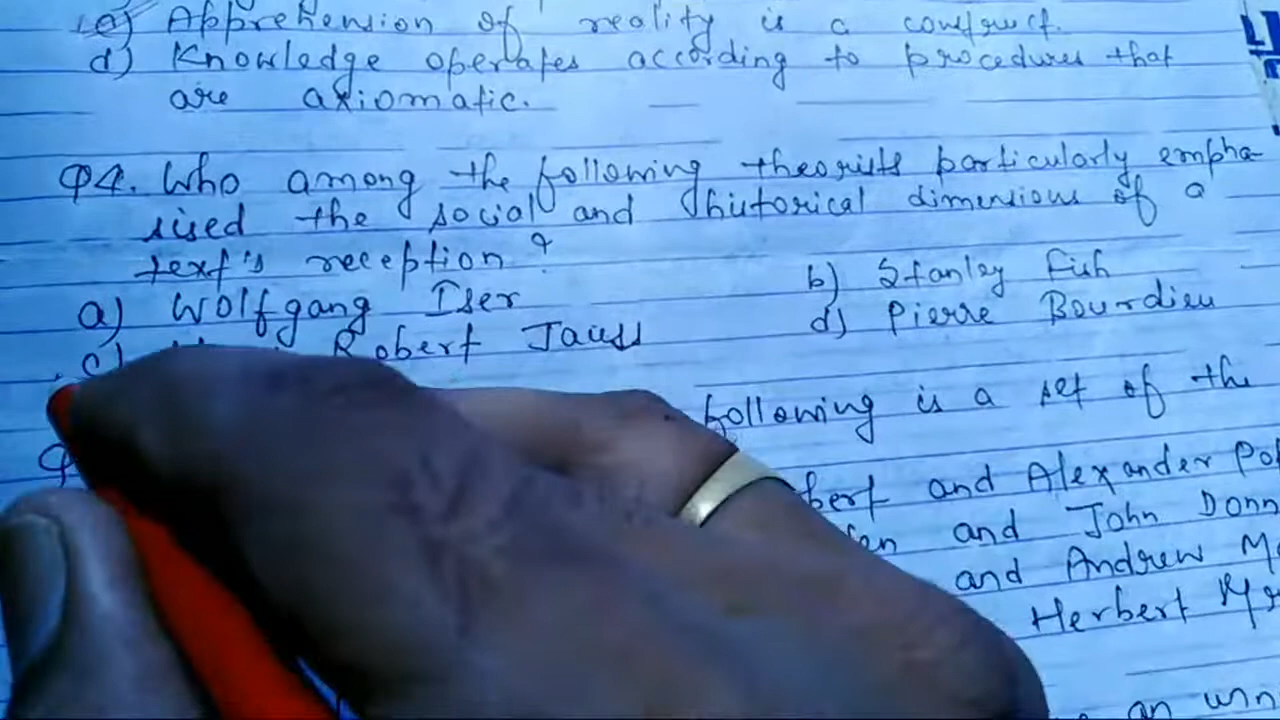 c) Apprehension of reality is a construct.
d) Knowledge operates according to procedures that
are axiomatic.
Q4. Who among the following theorists particularly empha
sised the social and historical dimensions of a
text's reception?
a) Wolfgang Iser b) Stanley Fish
c) Robert Jauss d) Pierre Bourdieu
following is a set of the
bert and Alexander Po
and John Donn
and Andrew M
Herbert
an